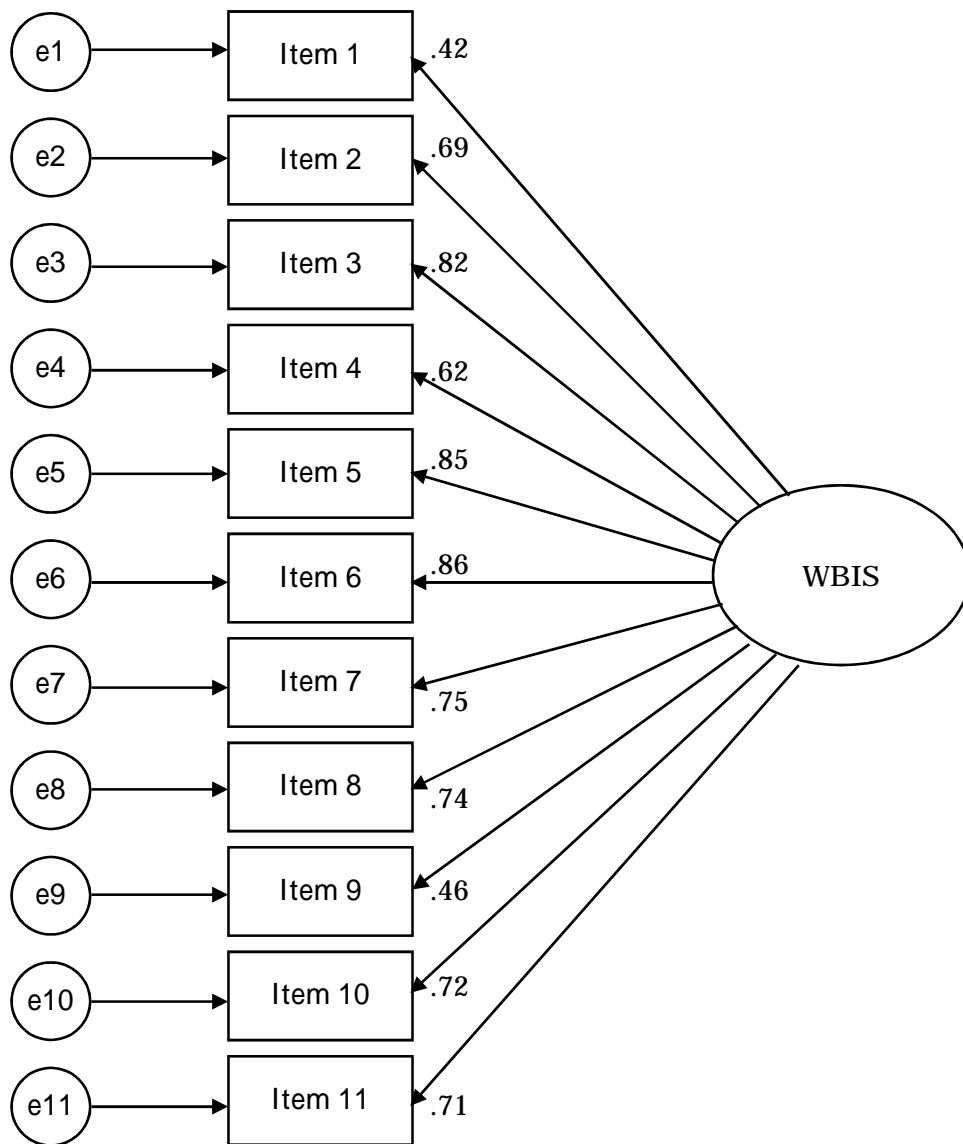 e1 Item 1 .42
e2 Item 2 .69
e3 Item 3 .82
e4 Item 4 .62
e5 Item 5 .85
e6 Item 6 .86
WBIS
e7 Item 7 .75
e8 Item 8 .74
e9 Item 9 .46
e10 Item 10 .72
e11 Item 11 .71